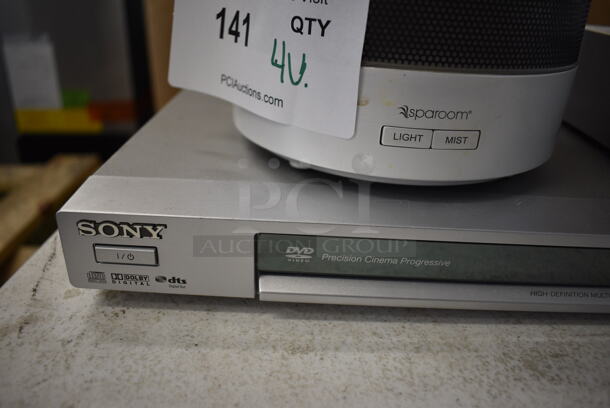 Visit
141 QTY
4U.
PCIAuctions.com
sparoom®
LIGHT MIST
PCI
AUCTION GROUP
SONY
I/⏻
DVD
VIDEO
Precision Cinema Progressive
DOLBY
DIGITAL
dts
HIGH-DEFINITION